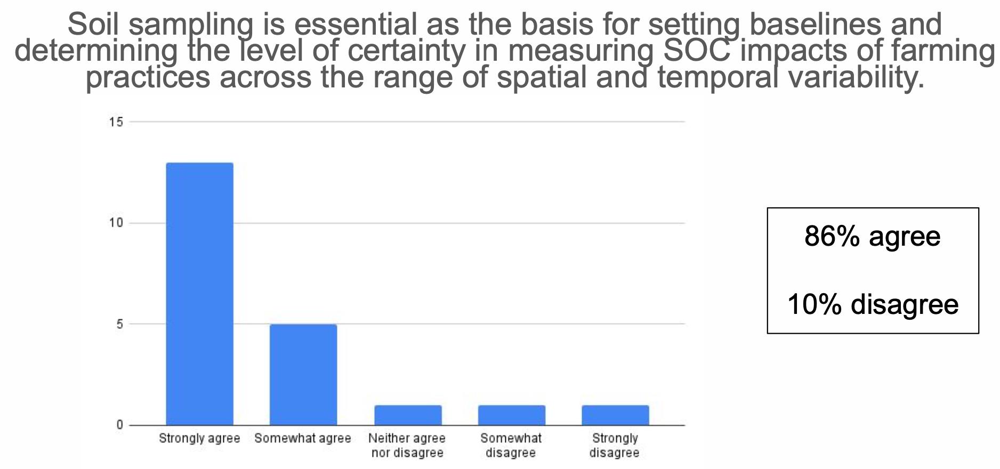 Soil sampling is essential as the basis for setting baselines and
determining the level of certainty in measuring SOC impacts of farming
practices across the range of spatial and temporal variability.
15
10
5
0
Strongly agree
Somewhat agree
Neither agree
nor disagree
Somewhat
disagree
Strongly
disagree
86% agree
10% disagree